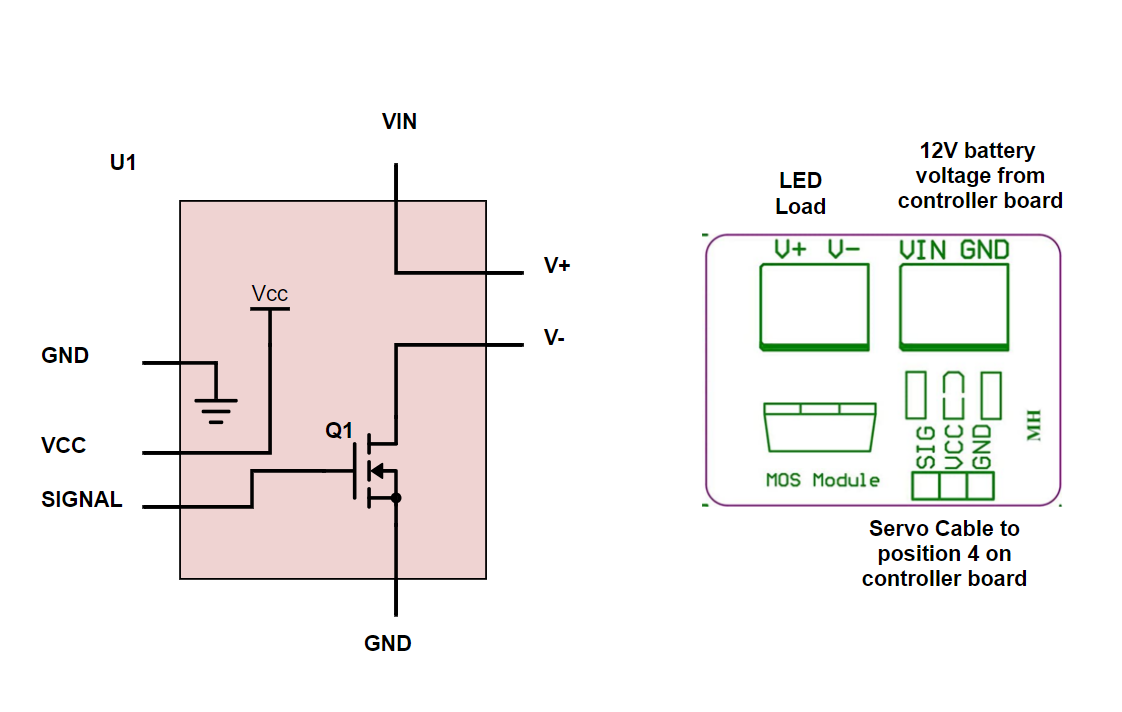 VIN
U1
V+
Vcc
V-
GND
Q1
VCC
SIGNAL
GND
LED
Load
12V battery
voltage from
controller board
V+ V- VIN GND
SIG VCC GND
MH
MOS Module
Servo Cable to
position 4 on
controller board